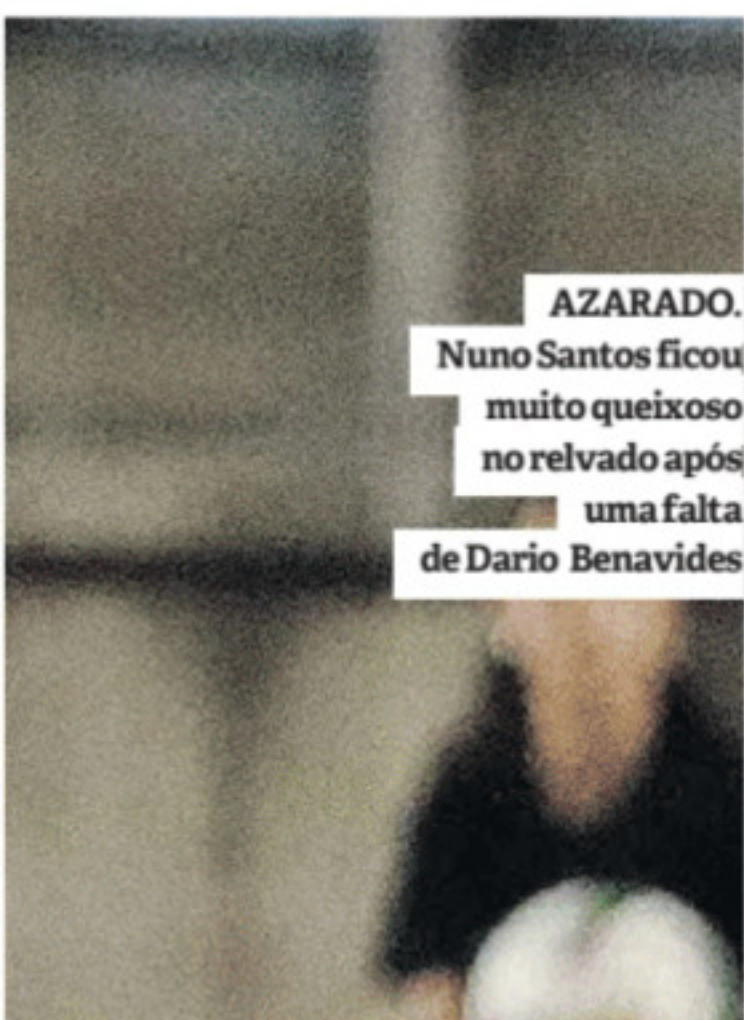 AZARADO.
Nuno Santos ficou
muito queixoso
no relvado após
uma falta
de Dario Benavides